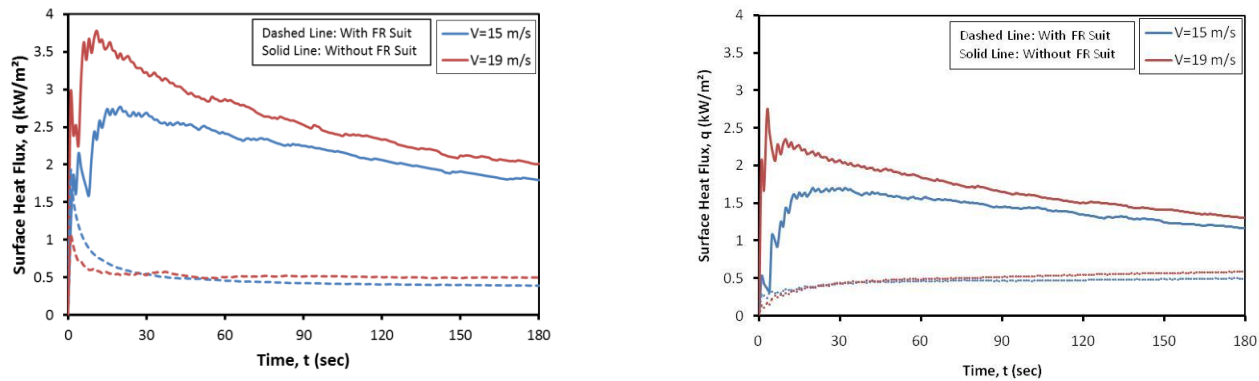 4
3.5
3
2.5
2
1.5
1
0.5
0
Surface Heat Flux, q (kW/m²)
Dashed Line: With FR Suit
Solid Line: Without FR Suit
V=15 m/s
V=19 m/s
0 30 60 90 120 150 180
Time, t (sec)
4
3.5
3
2.5
2
1.5
1
0.5
0
Surface Heat Flux, q (kW/m²)
Dashed Line: With FR Suit
Solid Line: Without FR Suit
V=15 m/s
V=19 m/s
0 30 60 90 120 150 180
Time, t (sec)